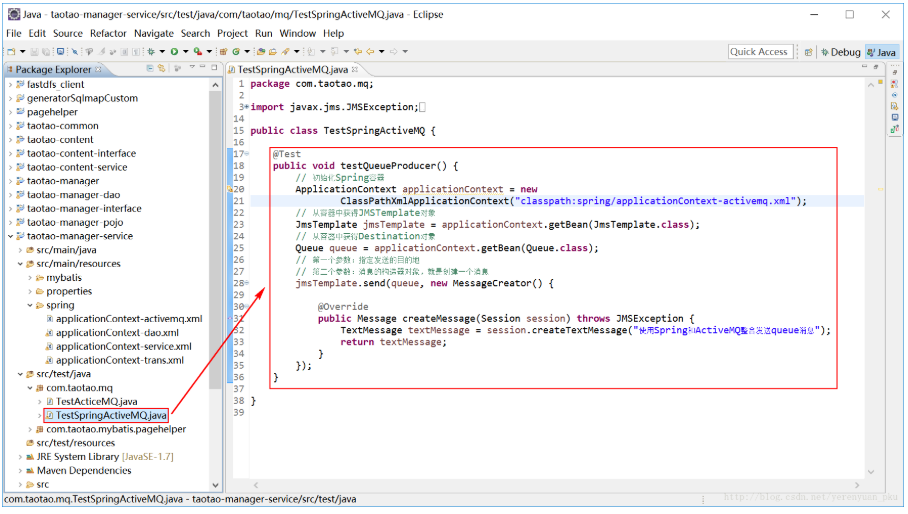 Java - taotao-manager-service/src/test/java/com/taotao/mq/TestSpringActiveMQ.java - Eclipse
File Edit Source Refactor Navigate Search Project Run Window Help
Quick Access
Debug
Java
Package Explorer
fastdfs_client
generatorSqlmapCustom
pagehelper
taotao-common
taotao-content
taotao-content-interface
taotao-content-service
taotao-manager
taotao-manager-dao
taotao-manager-interface
taotao-manager-pojo
taotao-manager-service
src/main/java
src/main/resources
mybatis
properties
spring
applicationContext-activemq.xml
applicationContext-dao.xml
applicationContext-service.xml
applicationContext-trans.xml
src/test/java
com.taotao.mq
TestActiceMQ.java
TestSpringActiveMQ.java
com.taotao.mybatis.pagehelper
src/test/resources
JRE System Library [JavaSE-1.7]
Maven Dependencies
src
TestSpringActiveMQ.java
1 package com.taotao.mq;
2
3 import javax.jms.JMSException;
14
15 public class TestSpringActiveMQ {
16
17 @Test
18 public void testQueueProducer() {
19 // 初始化Spring容器
20 ApplicationContext applicationContext = new
21 ClassPathXmlApplicationContext("classpath:spring/applicationContext-activemq.xml");
22 // 从容器中获得JMSTemplate对象
23 JmsTemplate jmsTemplate = applicationContext.getBean(JmsTemplate.class);
24 // 从容器中获得Destination对象
25 Queue queue = applicationContext.getBean(Queue.class);
26 // 第一个参数：指定发送的目的地
27 // 第二个参数：消息的构造器对象，就是创建一个消息
28 jmsTemplate.send(queue, new MessageCreator() {
29
30 @Override
31 public Message createMessage(Session session) throws JMSException {
32 TextMessage textMessage = session.createTextMessage("使用Spring和ActiveMQ整合发送queue消息");
33 return textMessage;
34 }
35 });
36 }
37
38 }
39
com.taotao.mq.TestSpringActiveMQ.java - taotao-manager-service/src/test/java
http://blog.csdn.net/yerenyuan_pku